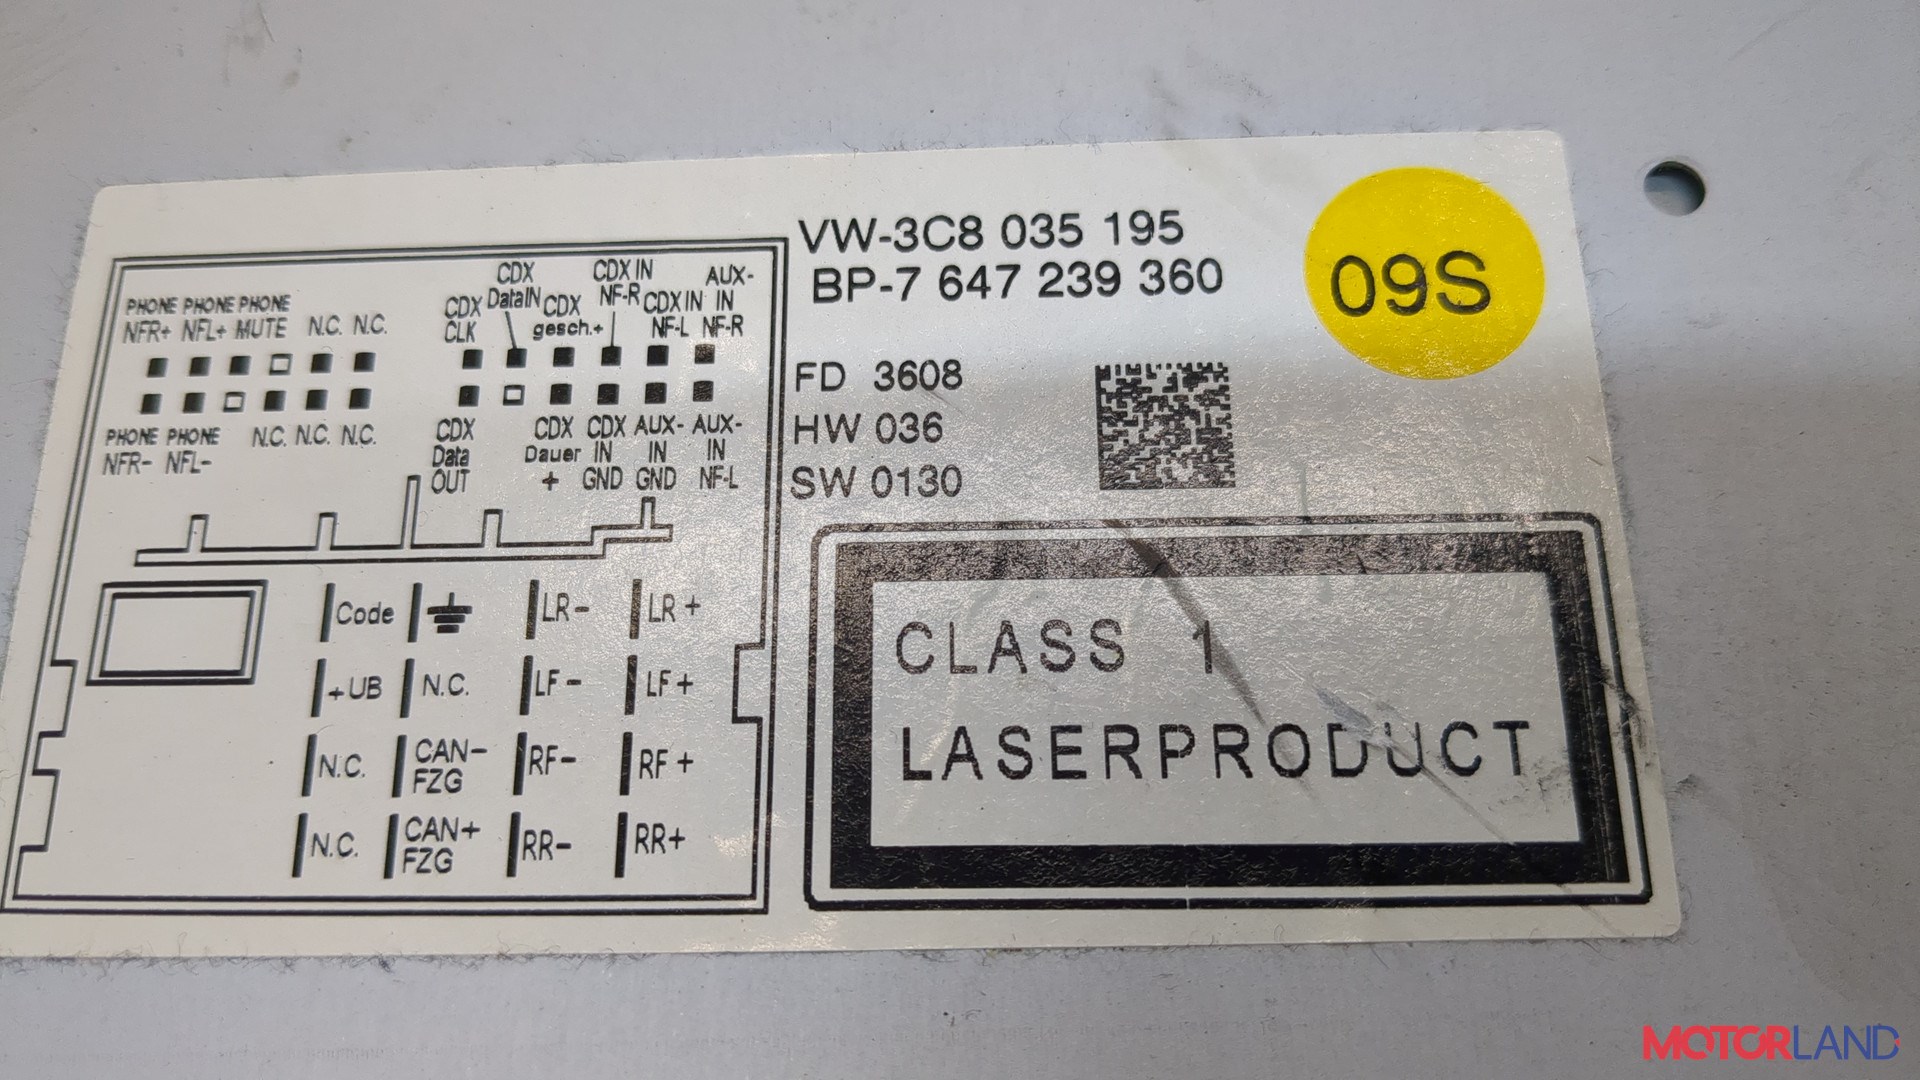 VW-3C8 035 195
BP-7 647 239 360
09S
FD 3608
HW 036
SW 0130
CLASS 1
LASERPRODUCT
PHONE PHONE PHONE
NFR+ NFL+ MUTE N.C. N.C.
CDX CLK
CDX DataIN
CDX gesch.+
CDX IN NF-R
CDX IN NF-L
AUX-IN NF-R
PHONE PHONE
NFR- NFL- N.C. N.C. N.C.
CDX Data OUT
CDX Dauer +
CDX IN GND
AUX-IN GND
AUX-IN NF-L
Code LR- LR+
+UB N.C. LF- LF+
N.C. CAN-FZG RF- RF+
N.C. CAN+FZG RR- RR+
MOTORLAND